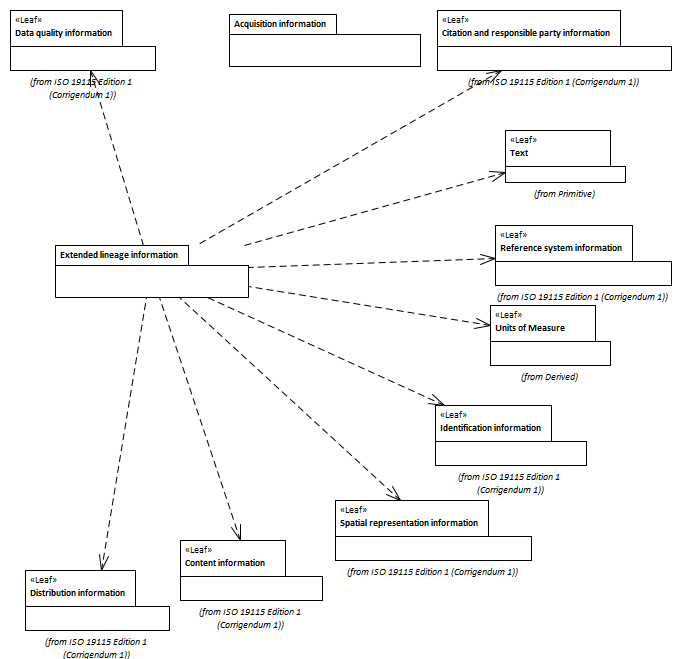 «Leaf»
Data quality information
(from ISO 19115 Edition 1
(Corrigendum 1))
Acquisition information
«Leaf»
Citation and responsible party information
(from ISO 19115 Edition 1 (Corrigendum 1))
«Leaf»
Text
(from Primitive)
Extended lineage information
«Leaf»
Reference system information
(from ISO 19115 Edition 1 (Corrigendum 1))
«Leaf»
Units of Measure
(from Derived)
«Leaf»
Identification information
(from ISO 19115 Edition 1
(Corrigendum 1))
«Leaf»
Spatial representation information
(from ISO 19115 Edition 1 (Corrigendum 1))
«Leaf»
Content information
(from ISO 19115 Edition 1
(Corrigendum 1))
«Leaf»
Distribution information
(from ISO 19115 Edition 1
(Corrigendum 1))